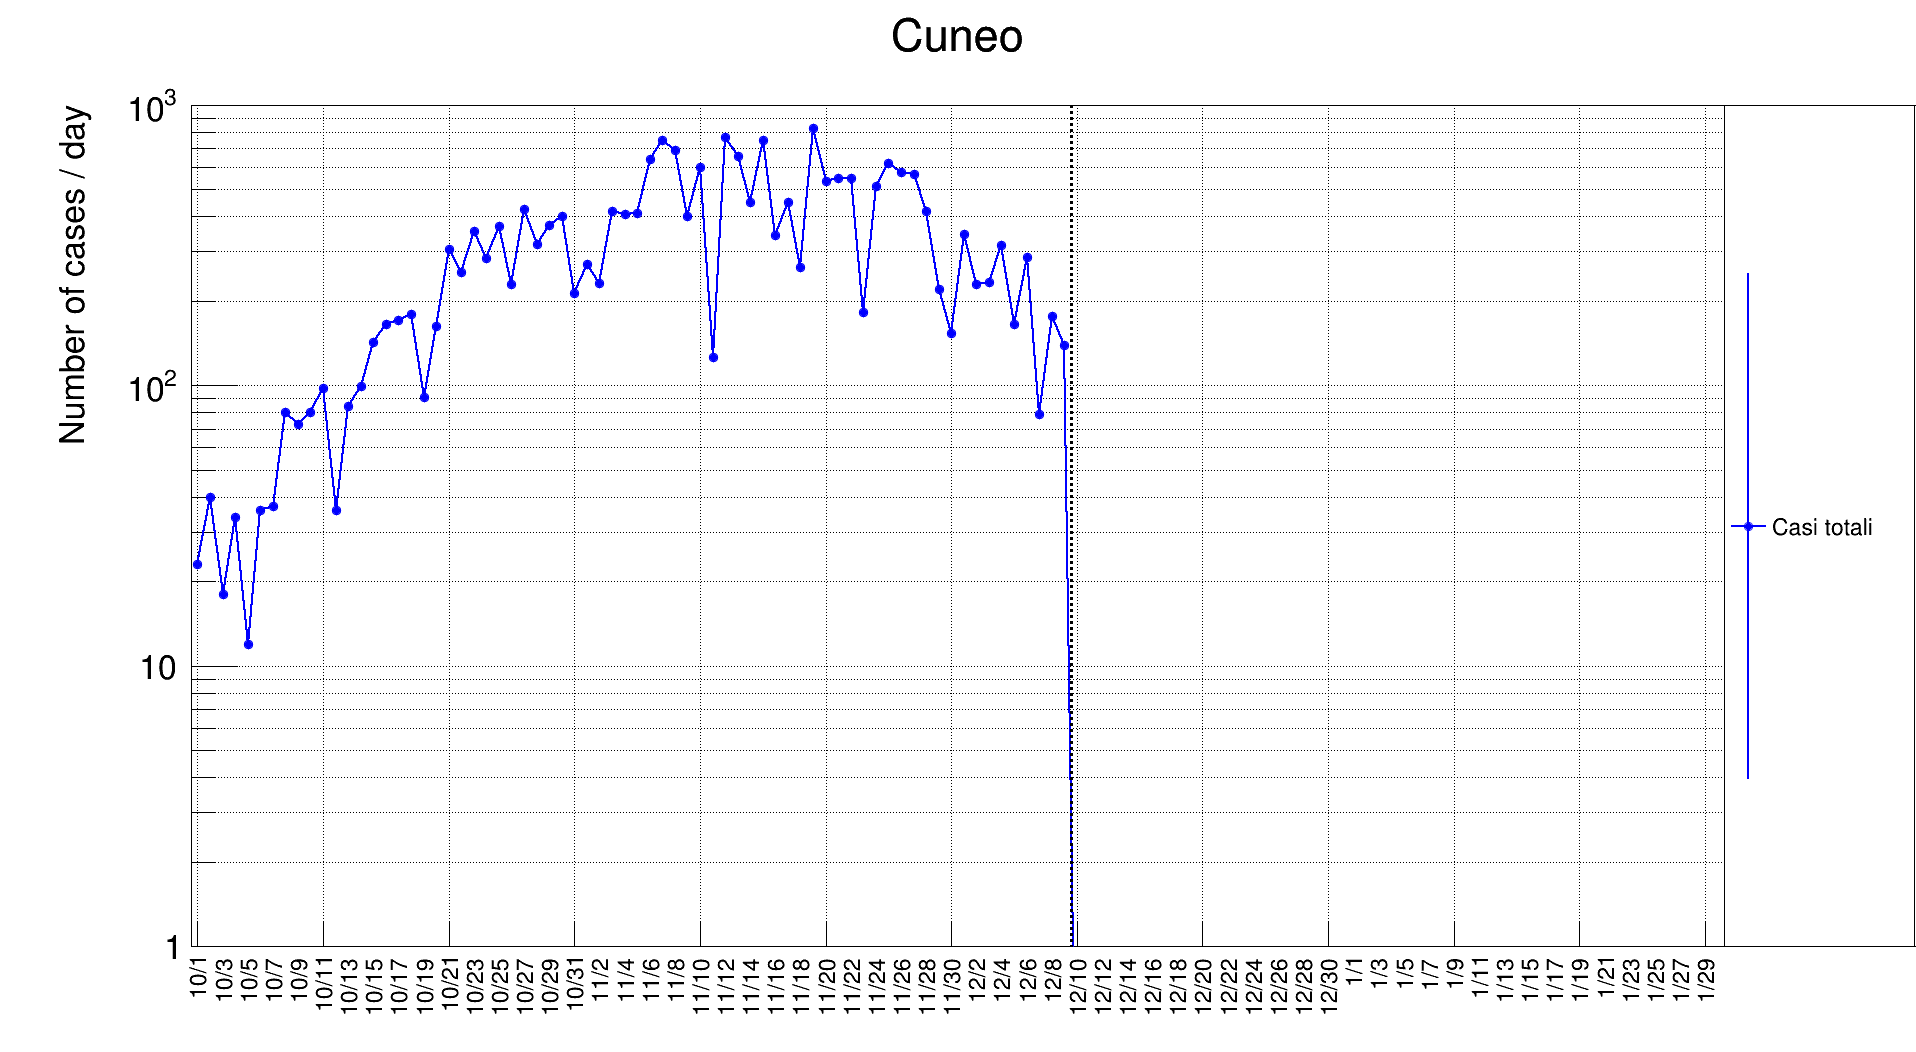 Cuneo
Number of cases / day
10³
10²
10
1
10/1 10/3 10/5 10/7 10/9 10/11 10/13 10/15 10/17 10/19 10/21 10/23 10/25 10/27 10/29 10/31 11/2 11/4 11/6 11/8 11/10 11/12 11/14 11/16 11/18 11/20 11/22 11/24 11/26 11/28 11/30 12/2 12/4 12/6 12/8 12/10 12/12 12/14 12/16 12/18 12/20 12/22 12/24 12/26 12/28 12/30 1/1 1/3 1/5 1/7 1/9 1/11 1/13 1/15 1/17 1/19 1/21 1/23 1/25 1/27 1/29
Casi totali